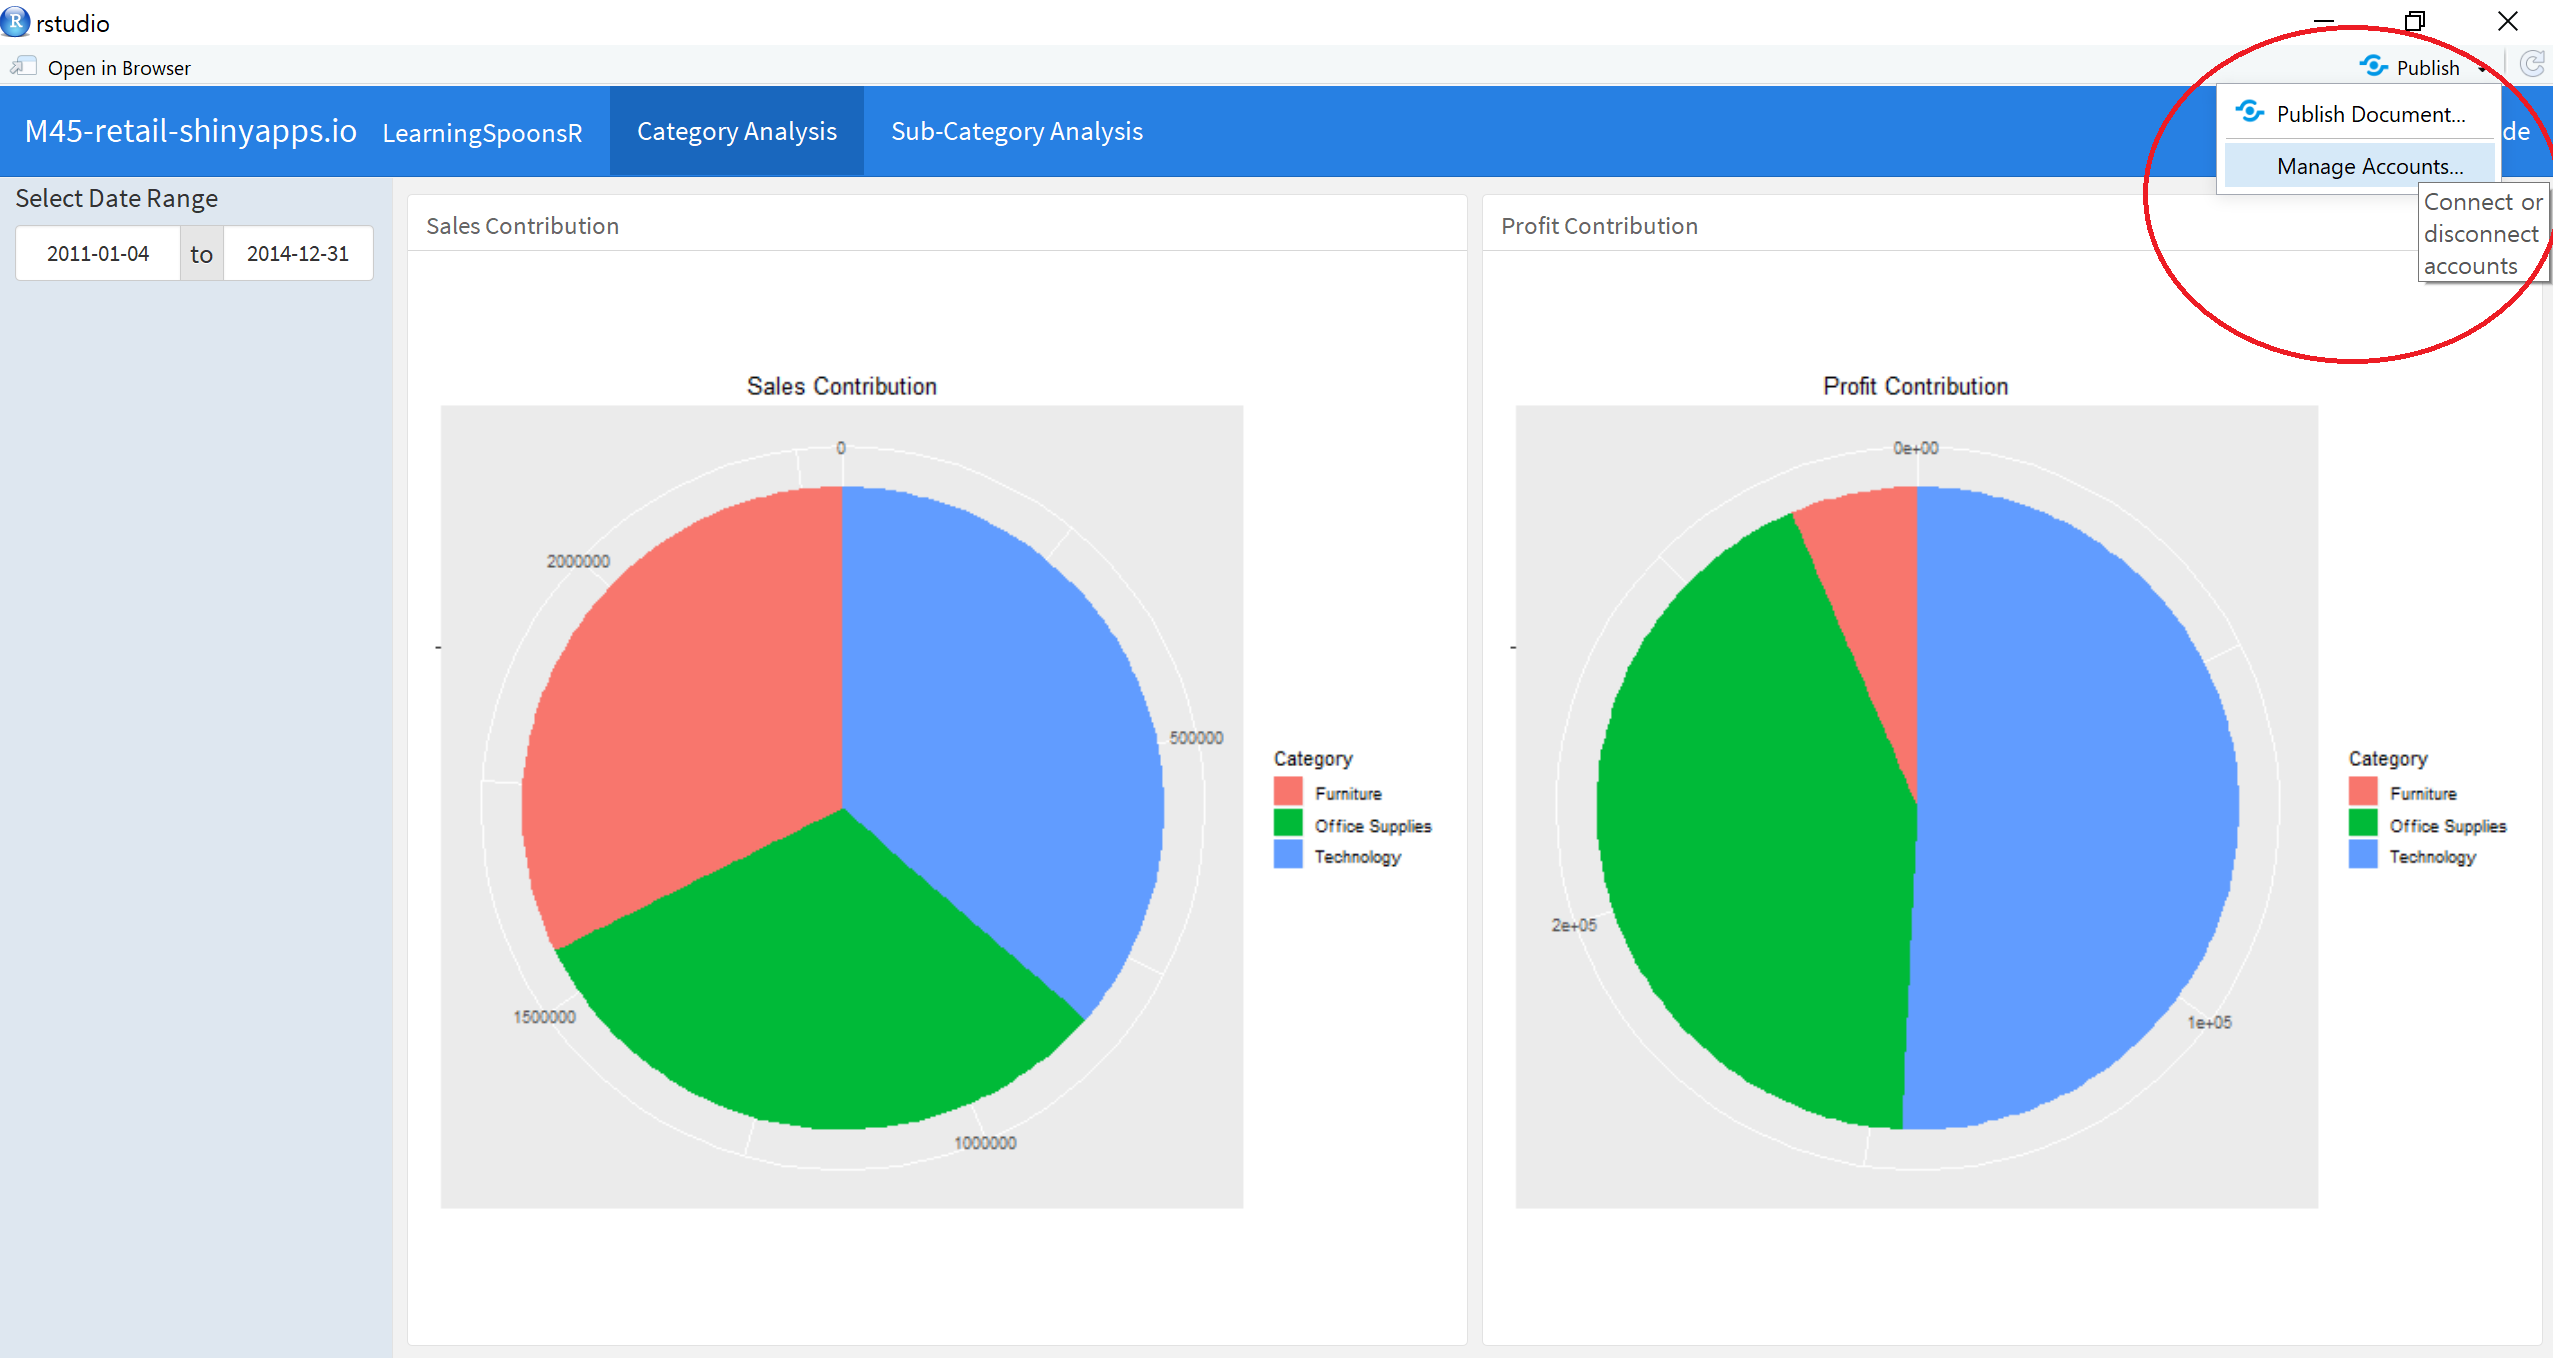 rstudio
Open in Browser
Publish
M45-retail-shinyapps.io LearningSpoonsR Category Analysis Sub-Category Analysis
de
Publish Document...
Manage Accounts...
Connect or
disconnect
accounts
Select Date Range
2011-01-04 to 2014-12-31
Sales Contribution
Sales Contribution
0
500000
1000000
1500000
2000000
Category
Furniture
Office Supplies
Technology
Profit Contribution
Profit Contribution
0e+00
1e+05
2e+05
Category
Furniture
Office Supplies
Technology